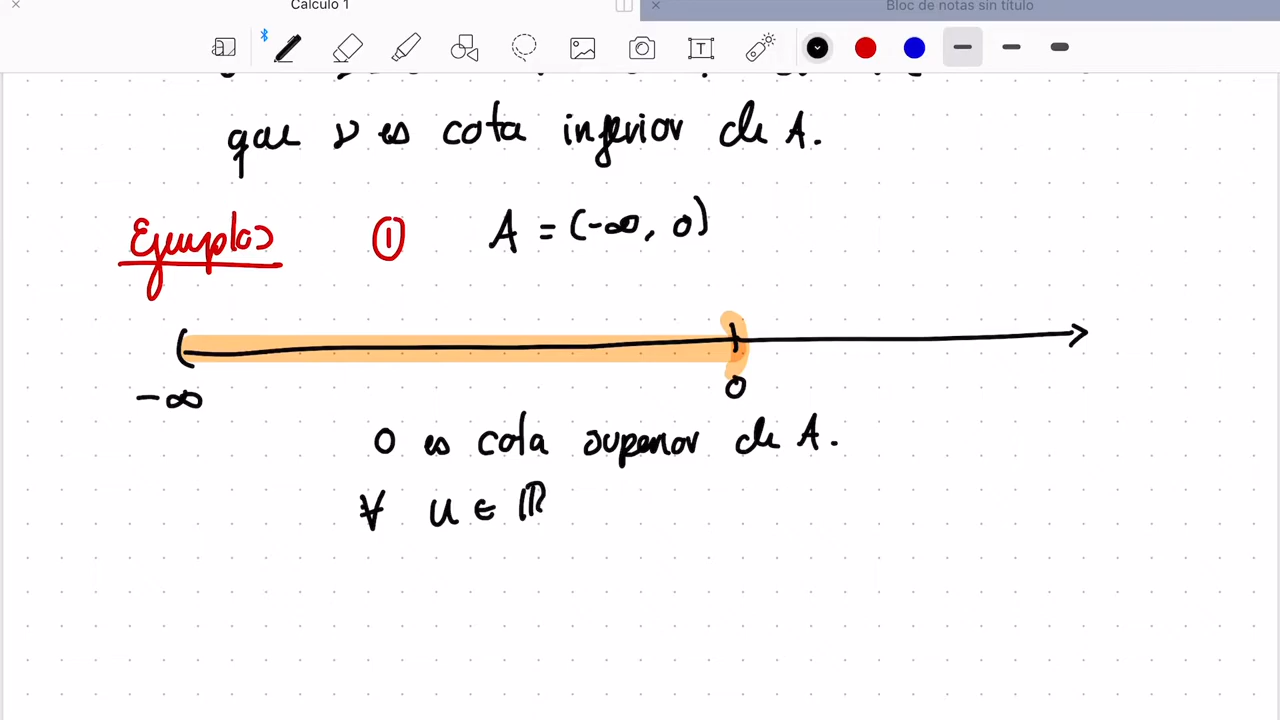 Calculo 1
Bloc de notas sin título
T
que ν es cota inferior de A.
Ejemplos ① A = (-∞, 0)
-∞ 0
0 es cota superior de A.
∀ u ∈ ℝ